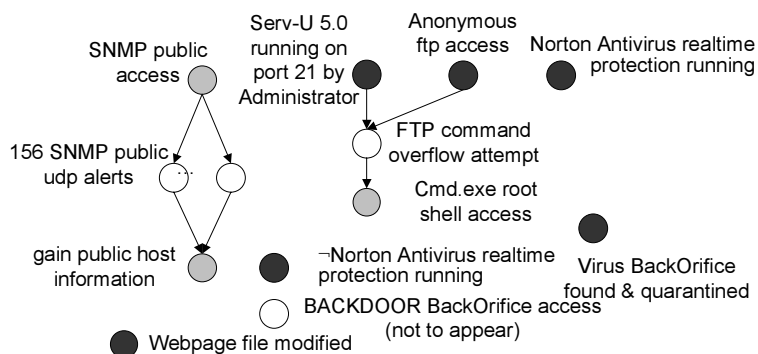 SNMP public
access
Serv-U 5.0
running on
port 21 by
Administrator
Anonymous
ftp access
Norton Antivirus realtime
protection running
156 SNMP public
udp alerts
...
FTP command
overflow attempt
Cmd.exe root
shell access
gain public host
information
¬Norton Antivirus realtime
protection running
Virus BackOrifice
found & quarantined
BACKDOOR BackOrifice access
(not to appear)
Webpage file modified